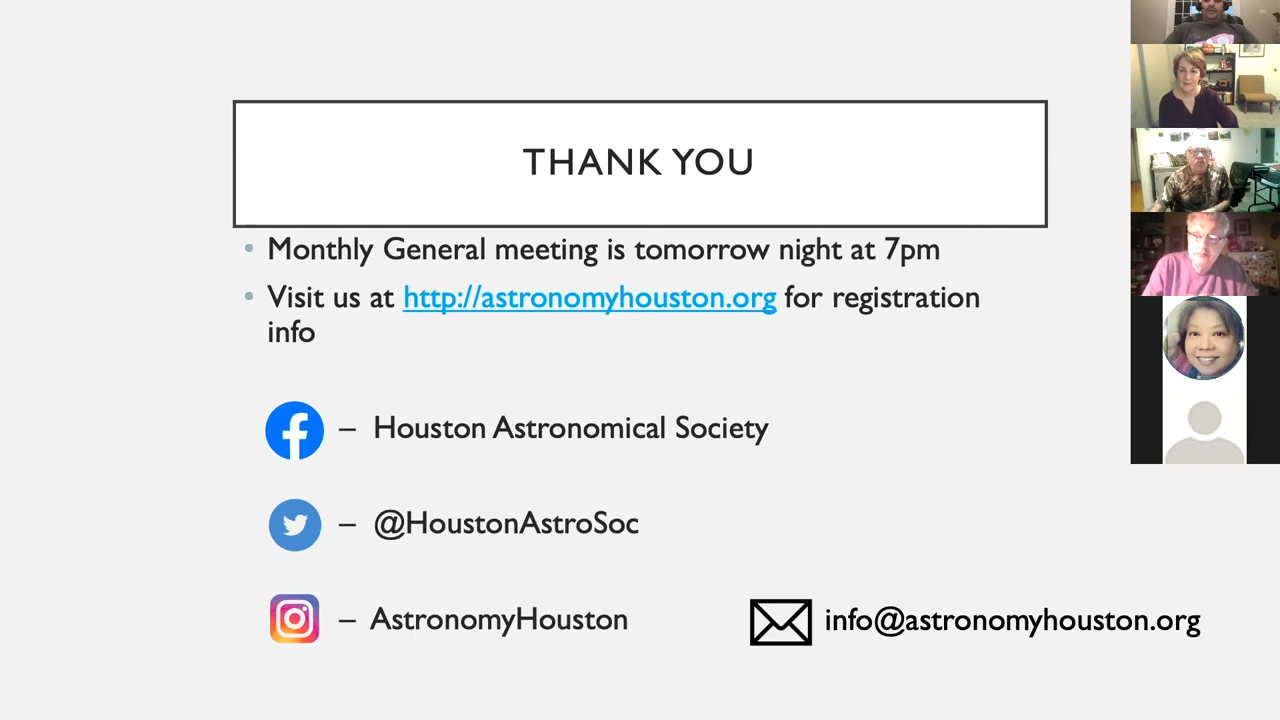 THANK YOU
• Monthly General meeting is tomorrow night at 7pm
• Visit us at http://astronomyhouston.org for registration
info
– Houston Astronomical Society
– @HoustonAstroSoc
– AstronomyHouston
info@astronomyhouston.org